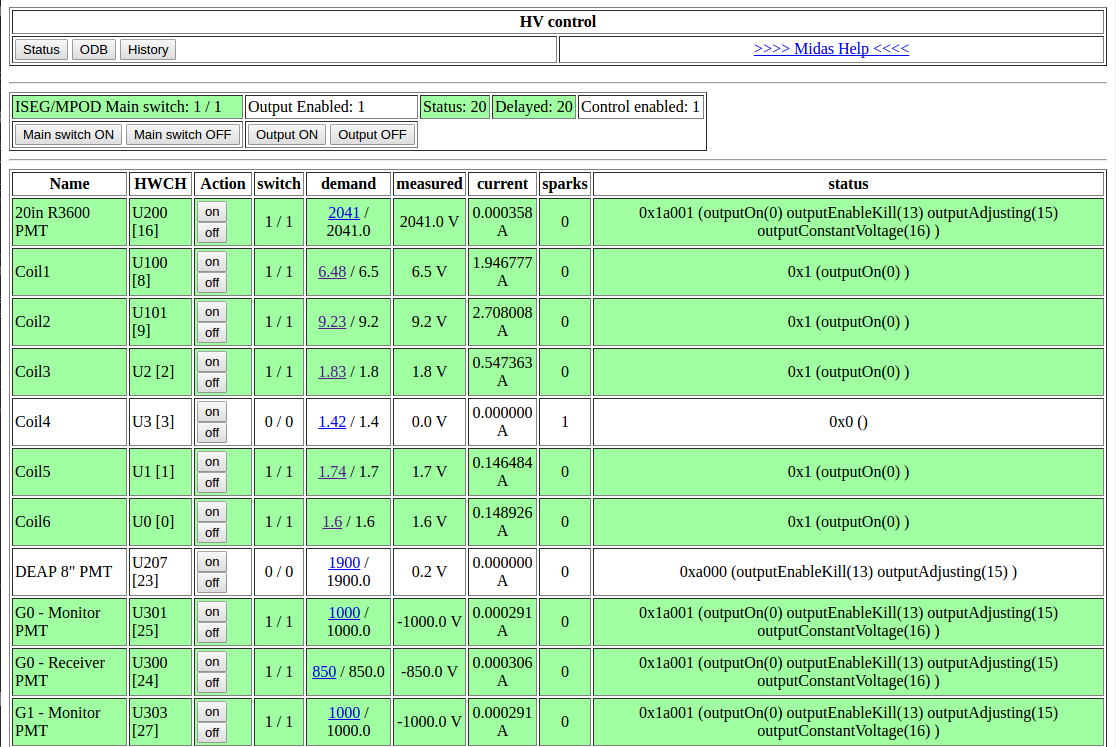 HV control
Status ODB History >>>> Midas Help <<<<
ISEG/MPOD Main switch: 1 / 1 Output Enabled: 1 Status: 20 Delayed: 20 Control enabled: 1
Main switch ON Main switch OFF Output ON Output OFF
Name HWCH Action switch demand measured current sparks status
20in R3600 PMT U200 [16] on off 1 / 1 2041 / 2041.0 2041.0 V 0.000358 A 0 0x1a001 (outputOn(0) outputEnableKill(13) outputAdjusting(15) outputConstantVoltage(16) )
Coil1 U100 [8] on off 1 / 1 6.48 / 6.5 6.5 V 1.946777 A 0 0x1 (outputOn(0) )
Coil2 U101 [9] on off 1 / 1 9.23 / 9.2 9.2 V 2.708008 A 0 0x1 (outputOn(0) )
Coil3 U2 [2] on off 1 / 1 1.83 / 1.8 1.8 V 0.547363 A 0 0x1 (outputOn(0) )
Coil4 U3 [3] on off 0 / 0 1.42 / 1.4 0.0 V 0.000000 A 1 0x0 ()
Coil5 U1 [1] on off 1 / 1 1.74 / 1.7 1.7 V 0.146484 A 0 0x1 (outputOn(0) )
Coil6 U0 [0] on off 1 / 1 1.6 / 1.6 1.6 V 0.148926 A 0 0x1 (outputOn(0) )
DEAP 8" PMT U207 [23] on off 0 / 0 1900 / 1900.0 0.2 V 0.000000 A 0 0xa000 (outputEnableKill(13) outputAdjusting(15) )
G0 - Monitor PMT U301 [25] on off 1 / 1 1000 / 1000.0 -1000.0 V 0.000291 A 0 0x1a001 (outputOn(0) outputEnableKill(13) outputAdjusting(15) outputConstantVoltage(16) )
G0 - Receiver PMT U300 [24] on off 1 / 1 850 / 850.0 -850.0 V 0.000306 A 0 0x1a001 (outputOn(0) outputEnableKill(13) outputAdjusting(15) outputConstantVoltage(16) )
G1 - Monitor PMT U303 [27] on off 1 / 1 1000 / 1000.0 -1000.0 V 0.000291 A 0 0x1a001 (outputOn(0) outputEnableKill(13) outputAdjusting(15) outputConstantVoltage(16) )